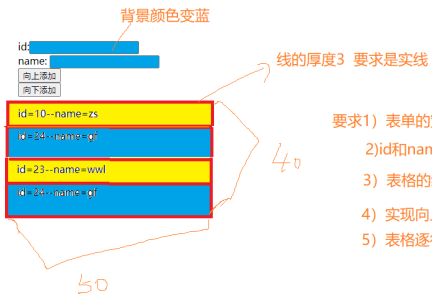 背景颜色变蓝
id:
name:
向上添加
向下添加
线的厚度3 要求是实线
id=10--name=zs
id=24--name=gf
id=23--name=wwl
id=24--name=gf
40
50
要求1）表单的
2)id和nam
3）表格的
4）实现向
5）表格逐